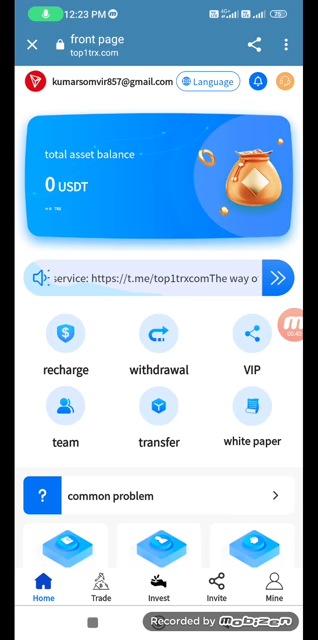 12:23 PM
4G+
76
front page
top1trx.com
kumarsomvir857@gmail.com
Language
total asset balance
0 USDT
service: https://t.me/top1trxcomThe way o
recharge
withdrawal
VIP
team
transfer
white paper
? common problem
Home
Trade
Invest
Invite
Mine
Recorded by Mobizen